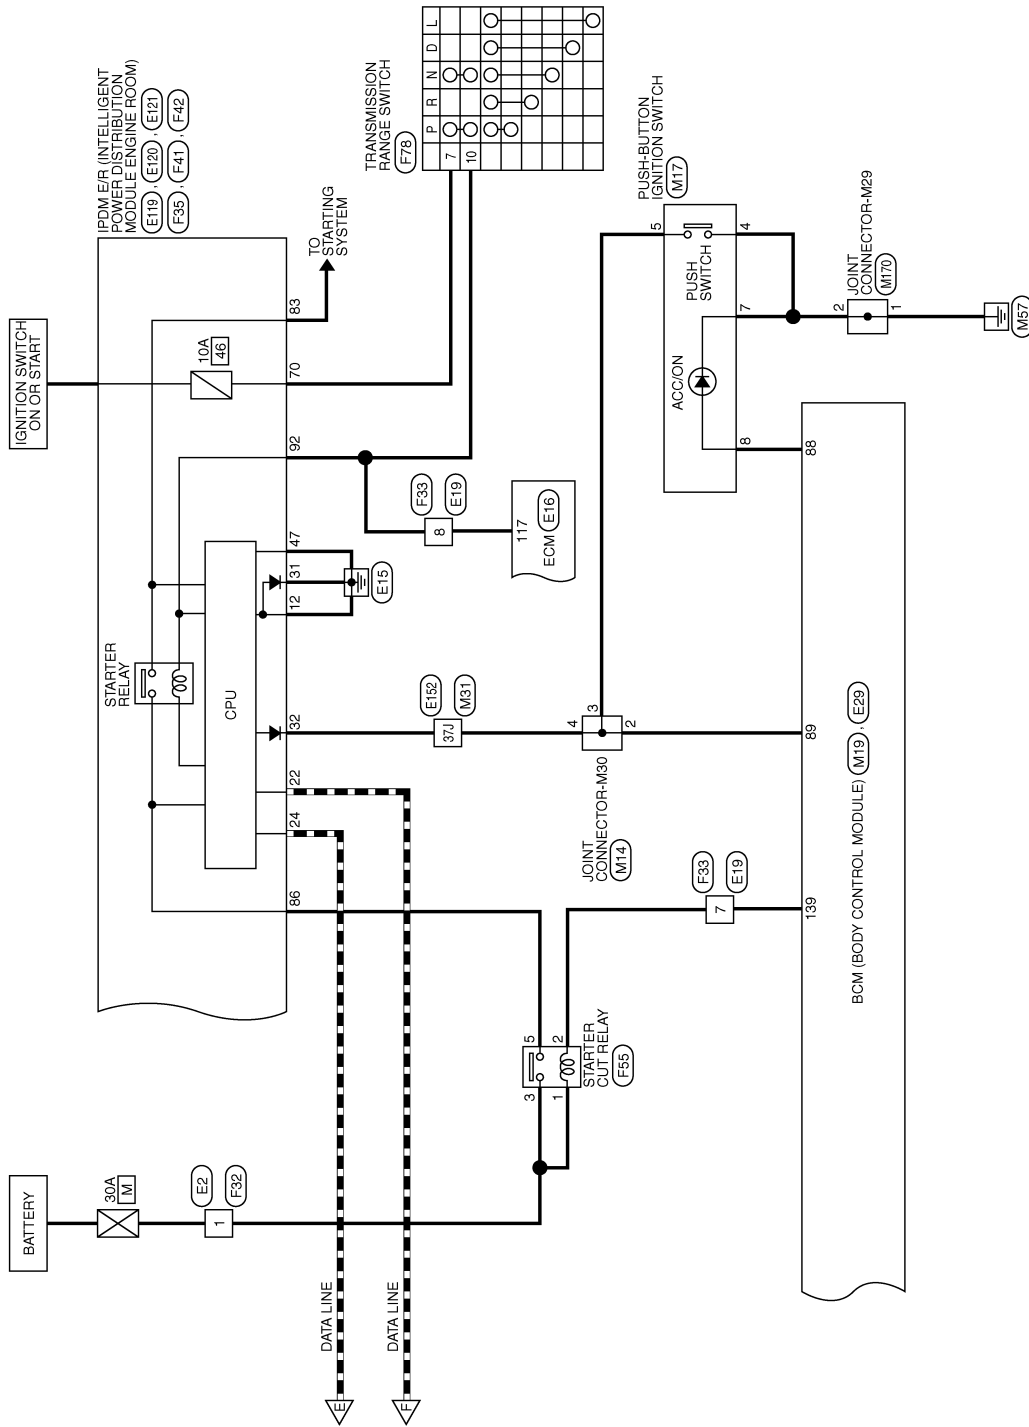 BATTERY
30A
M
1
E2
F32
IGNITION SWITCH
ON OR START
IPDM E/R (INTELLIGENT
POWER DISTRIBUTION
MODULE ENGINE ROOM)
E119 , E120 , E121
F35 , F41 , F42
STARTER
RELAY
CPU
10A
46
86
24
22
32
12
31
47
92
70
83
TO
STARTING
SYSTEM
E15
TRANSMISSION
RANGE SWITCH
F78
P
R
N
D
L
7
10
8
F33
E19
117
ECM
E16
DATA LINE
E
DATA LINE
F
37J
E152
M31
3
5
1
2
STARTER
CUT RELAY
F55
JOINT
CONNECTOR-M30
M14
4
3
2
7
F33
E19
PUSH-BUTTON
IGNITION SWITCH
M17
5
PUSH
SWITCH
4
ACC/ON
8
7
JOINT
CONNECTOR-M29
M170
2
1
M57
139
89
88
BCM (BODY CONTROL MODULE)
M19 , E29